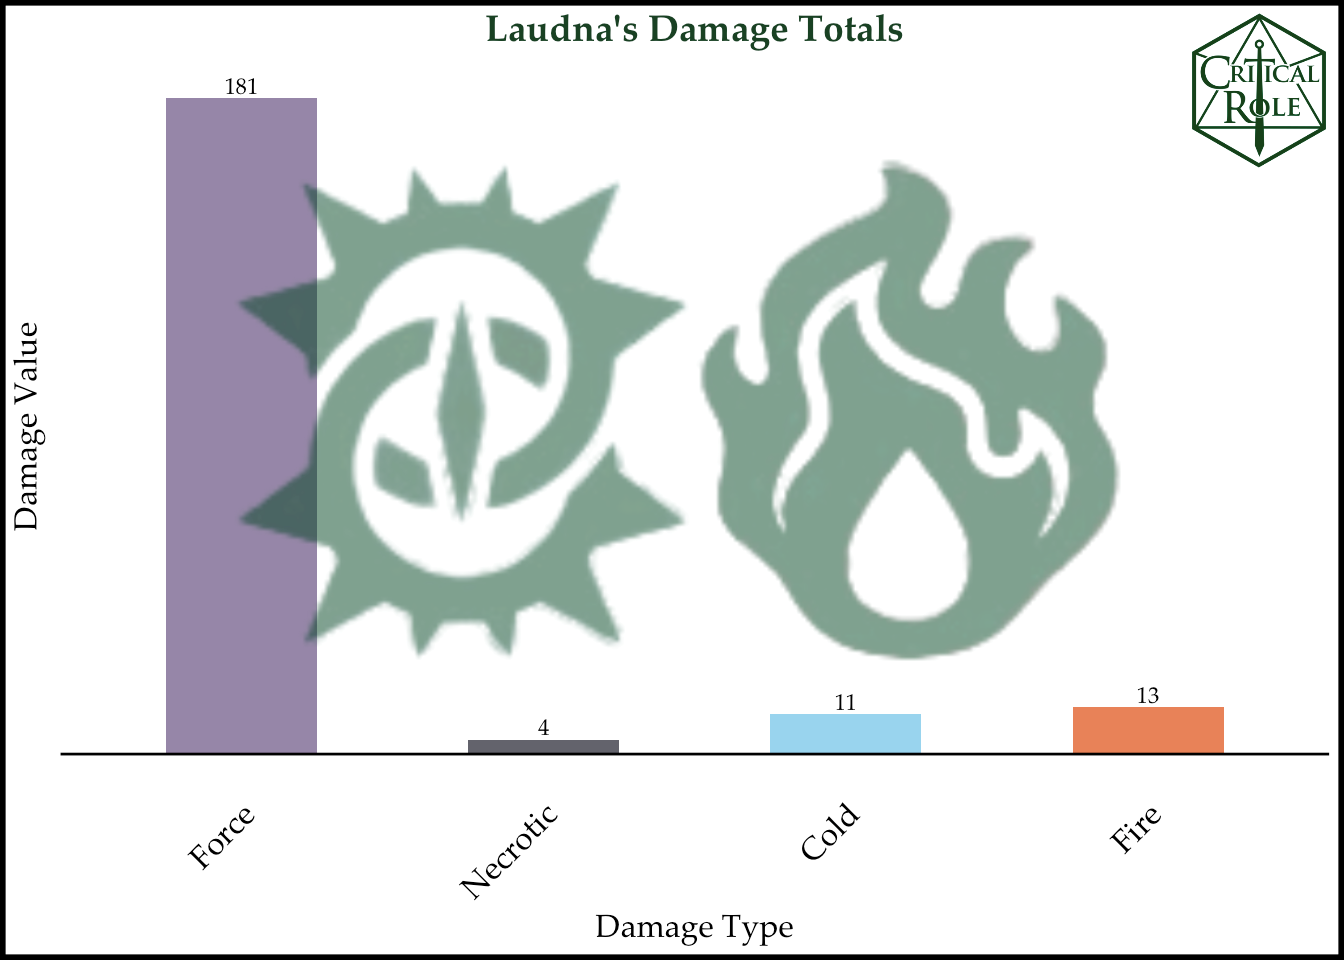 Laudna's Damage Totals
CRITICAL
ROLE
181
4
11
13
Damage Value
Force
Necrotic
Cold
Fire
Damage Type